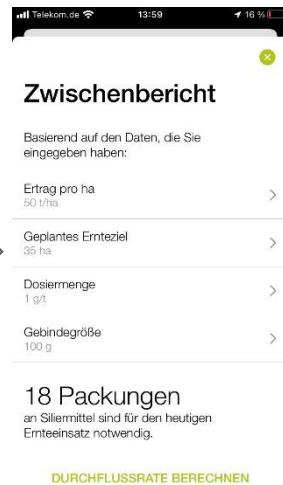 Telekom.de 13:59 16 %
Zwischenbericht
Basierend auf den Daten, die Sie
eingegeben haben:
Ertrag pro ha
50 t/ha
Geplantes Ernteziel
35 ha
Dosiermenge
1 g/t
Gebindegröße
100 g
18 Packungen
an Siliermittel sind für den heutigen
Ernteeinsatz notwendig.
DURCHFLUSSRATE BERECHNEN